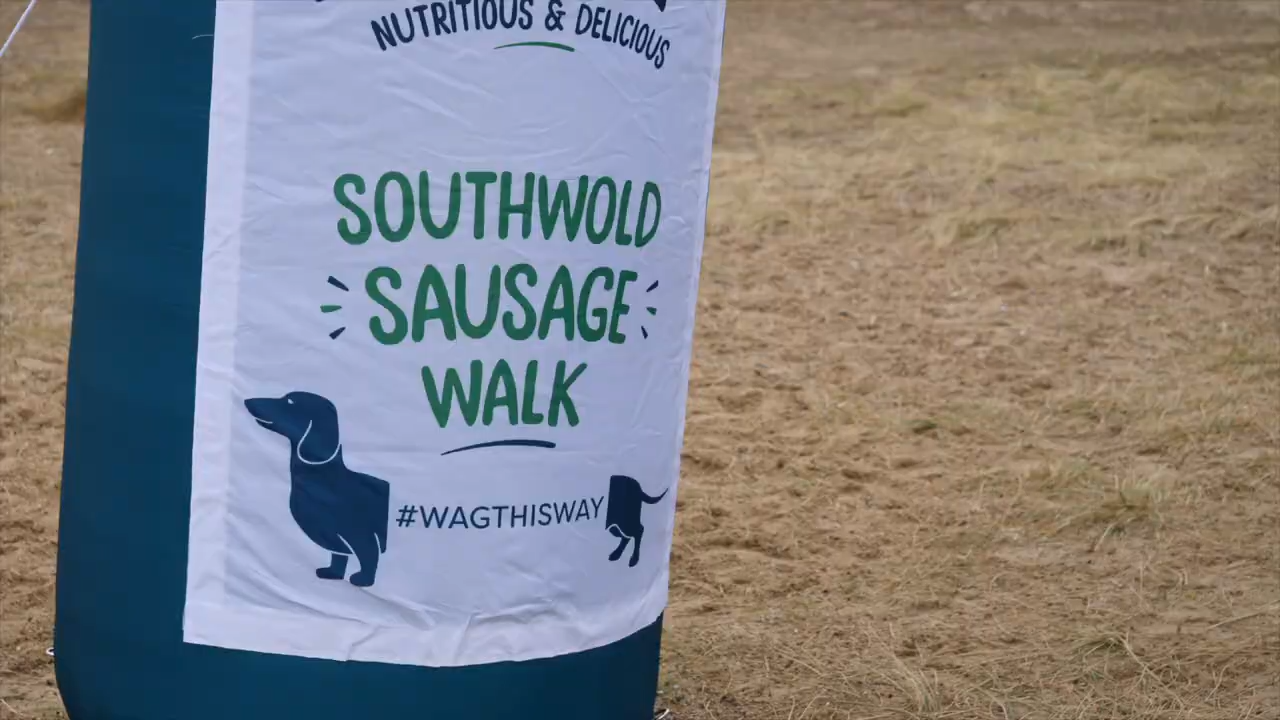 NUTRITIOUS & DELICIOUS
SOUTHWOLD
SAUSAGE
WALK
#WAGTHISWAY